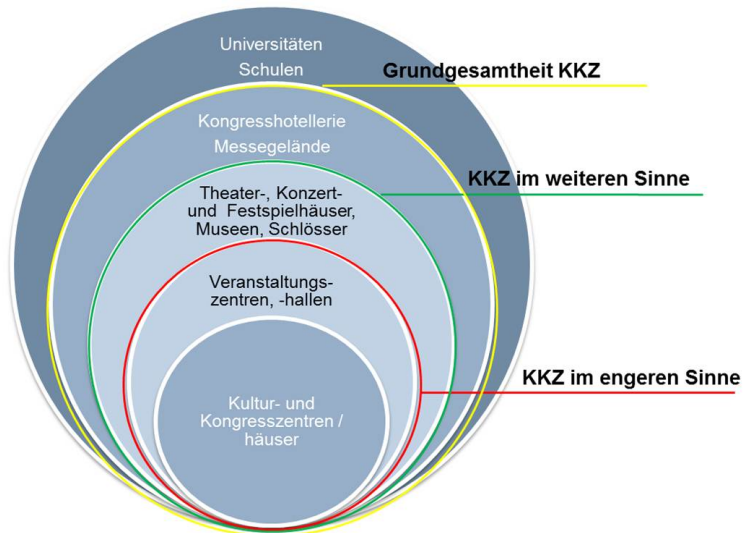 Universitäten
Schulen
Grundgesamtheit KKZ
Kongresshotellerie
Messegelände
KKZ im weiteren Sinne
Theater-, Konzert-
und Festspielhäuser,
Museen, Schlösser
Veranstaltungs-
zentren, -hallen
KKZ im engeren Sinne
Kultur- und
Kongresszentren /
häuser